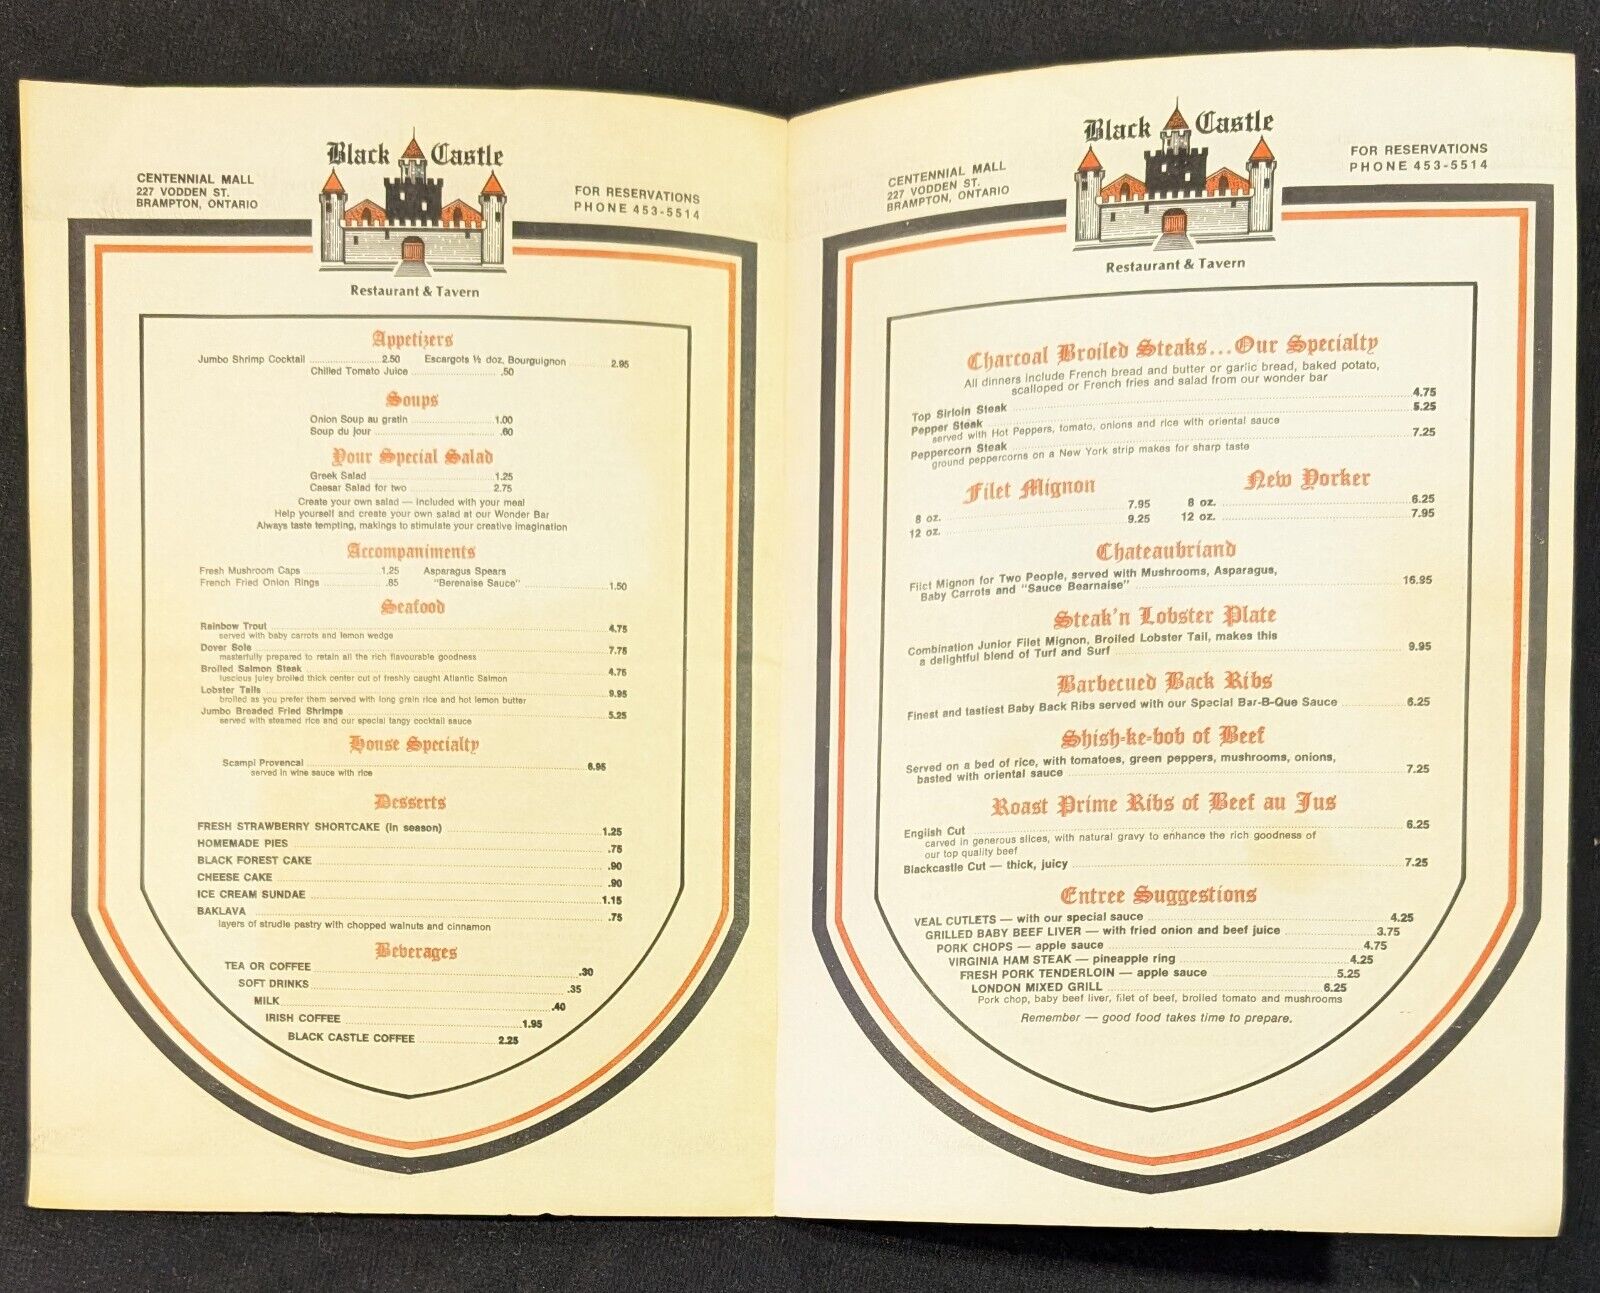 Black Castle
CENTENNIAL MALL
227 VODDEN ST.
BRAMPTON, ONTARIO
FOR RESERVATIONS
PHONE 453-5514
Restaurant & Tavern
Appetizers
Jumbo Shrimp Cocktail 2.50 Escargots ½ doz. Bourguignon 2.95
Chilled Tomato Juice .50
Soups
Onion Soup au gratin 1.00
Soup du jour .60
Your Special Salad
Greek Salad 1.25
Caesar Salad for two 2.75
Create your own salad — included with your meal
Help yourself and create your own salad at our Wonder Bar
Always taste tempting, makings to stimulate your creative imagination
Accompaniments
Fresh Mushroom Caps 1.25 Asparagus Spears
French Fried Onion Rings .85 "Berenaise Sauce" 1.50
Seafood
Rainbow Trout 4.75
served with baby carrots and lemon wedge
Dover Sole 7.75
masterfully prepared to retain all the rich flavourable goodness
Broiled Salmon Steak 4.75
luscious juicy broiled thick center cut of freshly caught Atlantic Salmon
Lobster Tails 9.95
broiled as you prefer them served with long grain rice and hot lemon butter
Jumbo Breaded Fried Shrimps 5.25
served with steamed rice and our special tangy cocktail sauce
House Specialty
Scampi Provencal 6.95
served in wine sauce with rice
Desserts
FRESH STRAWBERRY SHORTCAKE (in season) 1.25
HOMEMADE PIES .75
BLACK FOREST CAKE .90
CHEESE CAKE .90
ICE CREAM SUNDAE 1.15
BAKLAVA .75
layers of strudle pastry with chopped walnuts and cinnamon
Beverages
TEA OR COFFEE .30
SOFT DRINKS .35
MILK .40
IRISH COFFEE 1.95
BLACK CASTLE COFFEE 2.25
Black Castle
CENTENNIAL MALL
227 VODDEN ST.
BRAMPTON, ONTARIO
FOR RESERVATIONS
PHONE 453-5514
Restaurant & Tavern
Charcoal Broiled Steaks...Our Specialty
All dinners include French bread and butter or garlic bread, baked potato,
scalloped or French fries and salad from our wonder bar
Top Sirloin Steak 4.75
Pepper Steak 5.25
served with Hot Peppers, tomato, onions and rice with oriental sauce
Peppercorn Steak 7.25
ground peppercorns on a New York strip makes for sharp taste
Filet Mignon
8 oz. 7.95
12 oz. 9.25
New Yorker
8 oz. 6.25
12 oz. 7.95
Chateaubriand
Filet Mignon for Two People, served with Mushrooms, Asparagus,
Baby Carrots and "Sauce Bearnaise" 16.95
Steak'n Lobster Plate
Combination Junior Filet Mignon, Broiled Lobster Tail, makes this
a delightful blend of Turf and Surf 9.95
Barbecued Back Ribs
Finest and tastiest Baby Back Ribs served with our Special Bar-B-Que Sauce 6.25
Shish-ke-bob of Beef
Served on a bed of rice, with tomatoes, green peppers, mushrooms, onions,
basted with oriental sauce 7.25
Roast Prime Ribs of Beef au Jus
English Cut 6.25
carved in generous slices, with natural gravy to enhance the rich goodness of
our top quality beef
Blackcastle Cut — thick, juicy 7.25
Entree Suggestions
VEAL CUTLETS — with our special sauce 4.25
GRILLED BABY BEEF LIVER — with fried onion and beef juice 3.75
PORK CHOPS — apple sauce 4.75
VIRGINIA HAM STEAK — pineapple ring 4.25
FRESH PORK TENDERLOIN — apple sauce 5.25
LONDON MIXED GRILL 6.25
Pork chop, baby beef liver, filet of beef, broiled tomato and mushrooms
Remember — good food takes time to prepare.